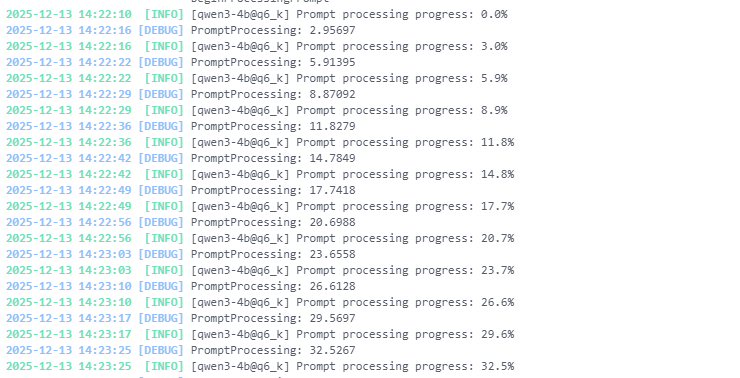 BeginProcessingPrompt
2025-12-13 14:22:10 [INFO] [qwen3-4b@q6_k] Prompt processing progress: 0.0%
2025-12-13 14:22:16 [DEBUG] PromptProcessing: 2.95697
2025-12-13 14:22:16 [INFO] [qwen3-4b@q6_k] Prompt processing progress: 3.0%
2025-12-13 14:22:22 [DEBUG] PromptProcessing: 5.91395
2025-12-13 14:22:22 [INFO] [qwen3-4b@q6_k] Prompt processing progress: 5.9%
2025-12-13 14:22:29 [DEBUG] PromptProcessing: 8.87092
2025-12-13 14:22:29 [INFO] [qwen3-4b@q6_k] Prompt processing progress: 8.9%
2025-12-13 14:22:36 [DEBUG] PromptProcessing: 11.8279
2025-12-13 14:22:36 [INFO] [qwen3-4b@q6_k] Prompt processing progress: 11.8%
2025-12-13 14:22:42 [DEBUG] PromptProcessing: 14.7849
2025-12-13 14:22:42 [INFO] [qwen3-4b@q6_k] Prompt processing progress: 14.8%
2025-12-13 14:22:49 [DEBUG] PromptProcessing: 17.7418
2025-12-13 14:22:49 [INFO] [qwen3-4b@q6_k] Prompt processing progress: 17.7%
2025-12-13 14:22:56 [DEBUG] PromptProcessing: 20.6988
2025-12-13 14:22:56 [INFO] [qwen3-4b@q6_k] Prompt processing progress: 20.7%
2025-12-13 14:23:03 [DEBUG] PromptProcessing: 23.6558
2025-12-13 14:23:03 [INFO] [qwen3-4b@q6_k] Prompt processing progress: 23.7%
2025-12-13 14:23:10 [DEBUG] PromptProcessing: 26.6128
2025-12-13 14:23:10 [INFO] [qwen3-4b@q6_k] Prompt processing progress: 26.6%
2025-12-13 14:23:17 [DEBUG] PromptProcessing: 29.5697
2025-12-13 14:23:17 [INFO] [qwen3-4b@q6_k] Prompt processing progress: 29.6%
2025-12-13 14:23:25 [DEBUG] PromptProcessing: 32.5267
2025-12-13 14:23:25 [INFO] [qwen3-4b@q6_k] Prompt processing progress: 32.5%